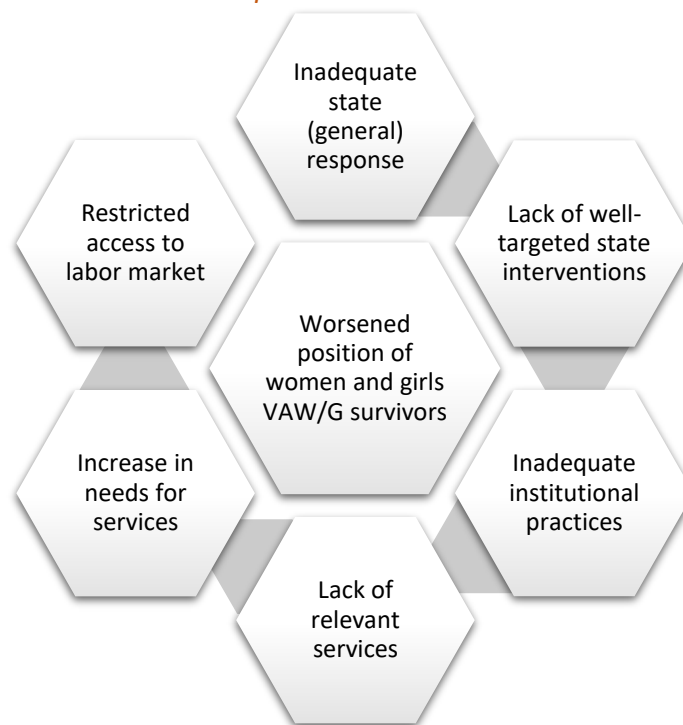 Inadequate
state
(general)
response
Lack of well-
targeted state
interventions
Inadequate
institutional
practices
Lack of
relevant
services
Increase in
needs for
services
Restricted
access to
labor market
Worsened
position of
women and girls
VAW/G survivors